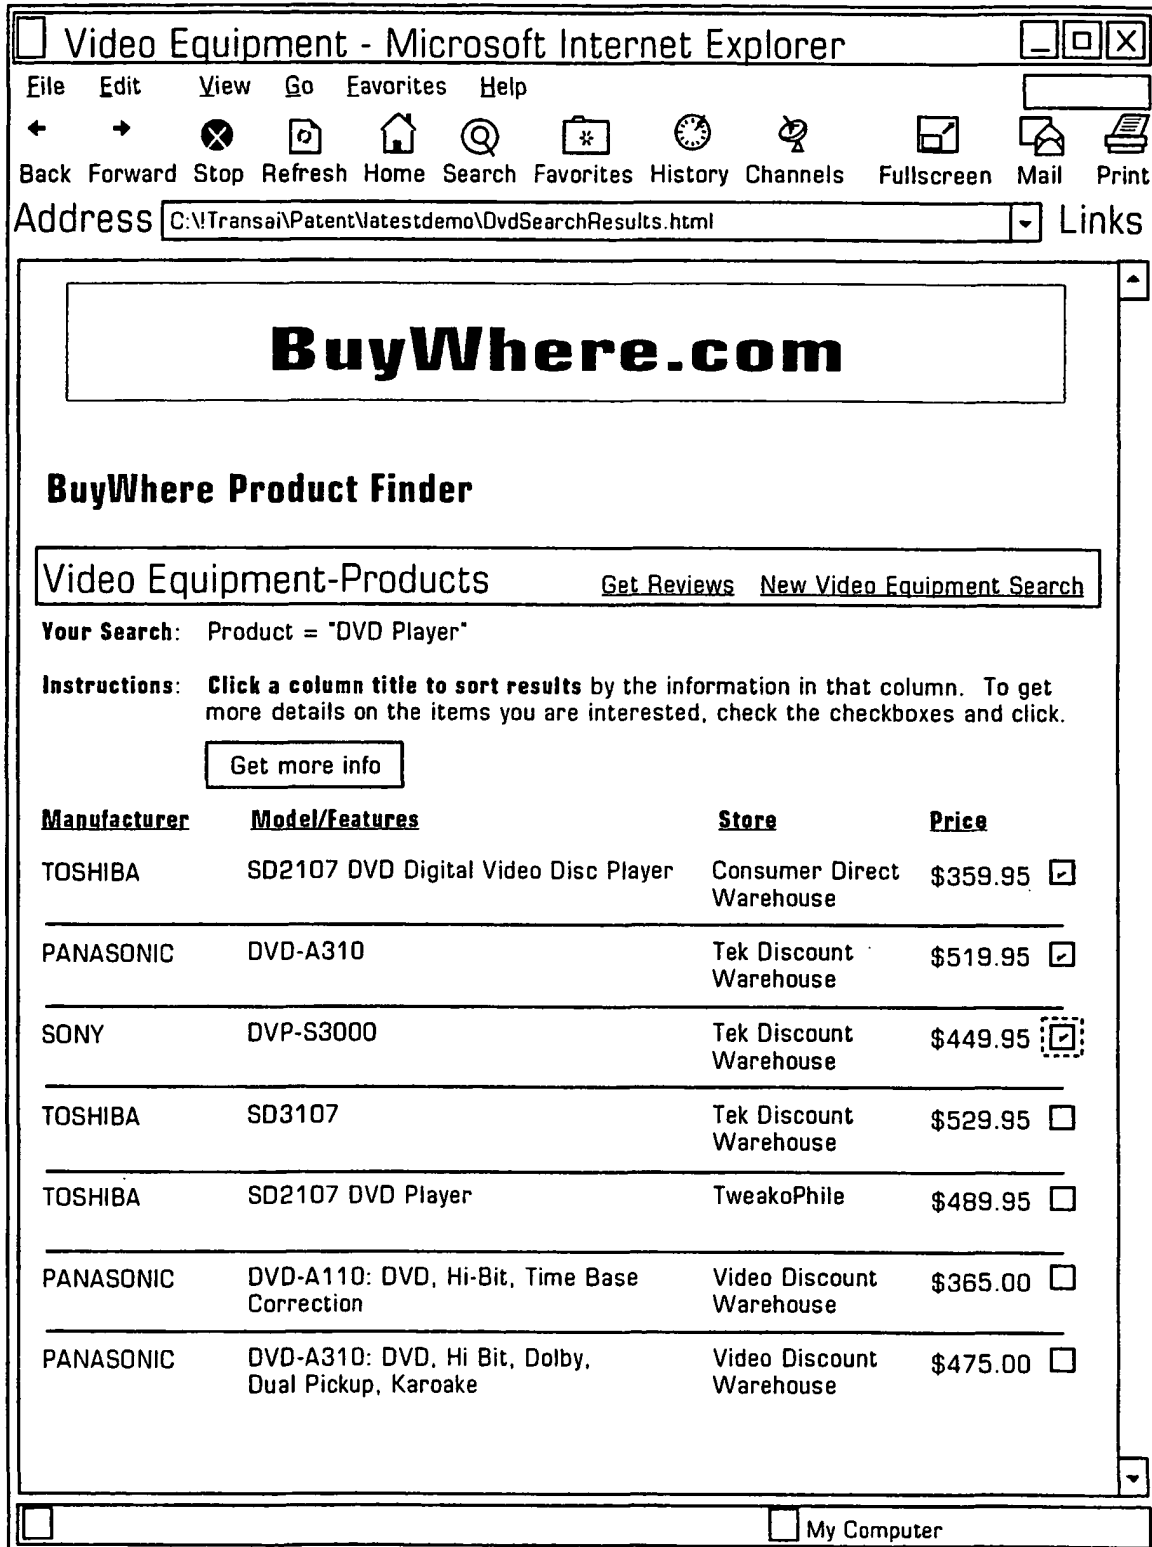 Video Equipment - Microsoft Internet Explorer
File Edit View Go Favorites Help
Back Forward Stop Refresh Home Search Favorites History Channels Fullscreen Mail Print
Address C:\!Transai\Patent\latestdemo\DvdSearchResults.html Links
BuyWhere.com
BuyWhere Product Finder
Video Equipment-Products Get Reviews New Video Equipment Search
Your Search: Product = "DVD Player"
Instructions: Click a column title to sort results by the information in that column. To get
more details on the items you are interested, check the checkboxes and click.
Get more info
Manufacturer Model/Features Store Price
TOSHIBA SD2107 DVD Digital Video Disc Player Consumer Direct $359.95
Warehouse
PANASONIC DVD-A310 Tek Discount $519.95
Warehouse
SONY DVP-S3000 Tek Discount $449.95
Warehouse
TOSHIBA SD3107 Tek Discount $529.95
Warehouse
TOSHIBA SD2107 DVD Player TweakoPhile $489.95
PANASONIC DVD-A110: DVD, Hi-Bit, Time Base Video Discount $365.00
Correction Warehouse
PANASONIC DVD-A310: DVD, Hi Bit, Dolby, Video Discount $475.00
Dual Pickup, Karoake Warehouse
My Computer